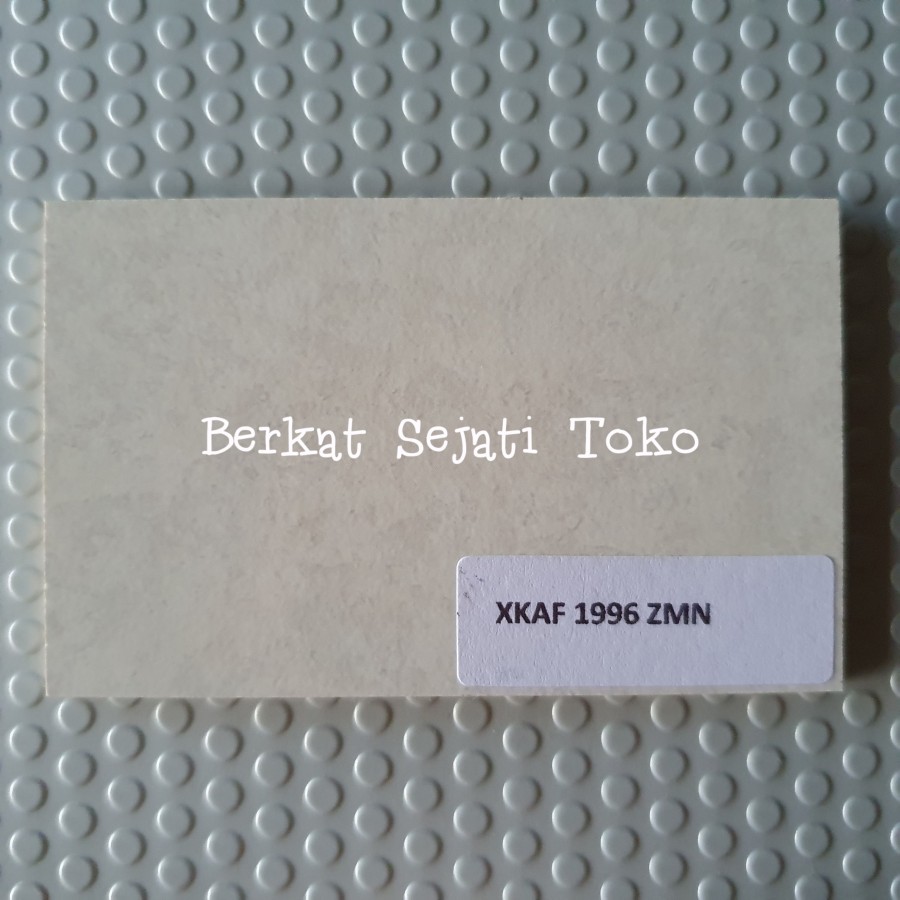 Berkat Sejati Toko
XKAF 1996 ZMN